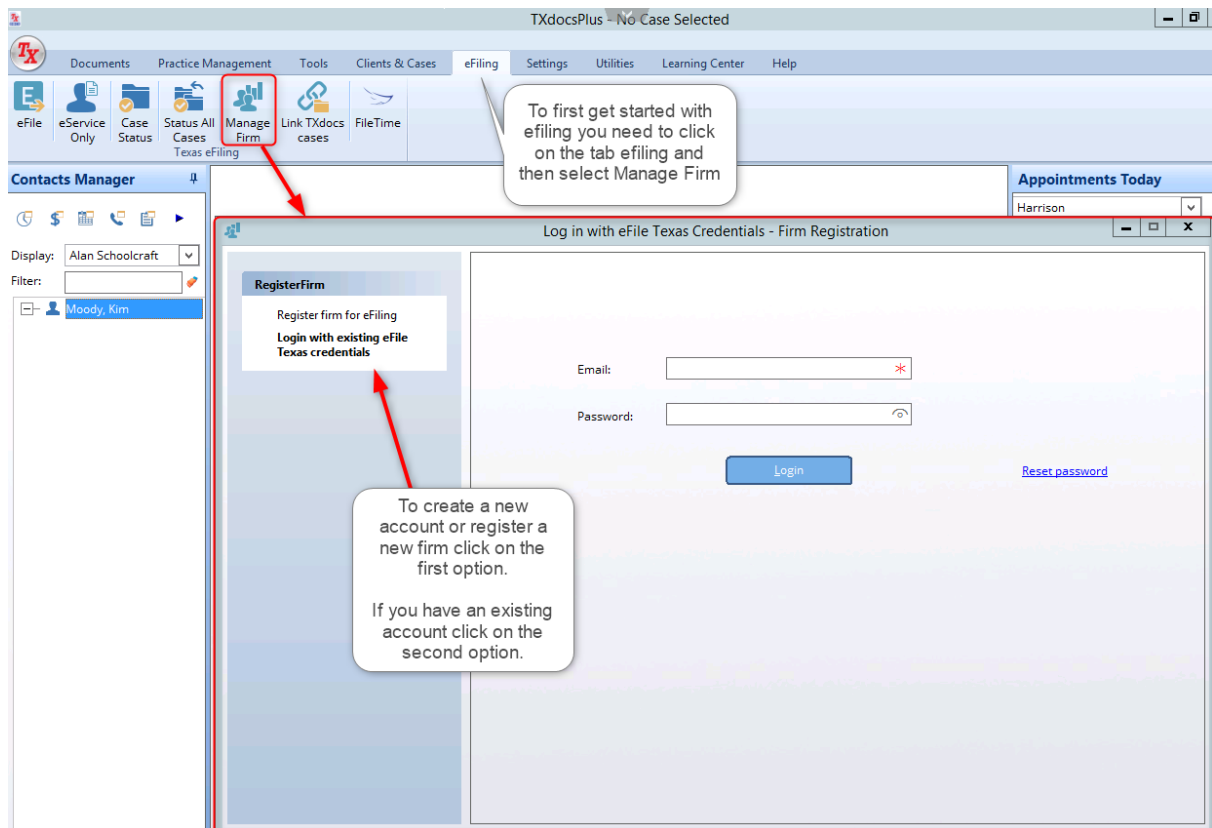 TX
TXdocsPlus - No Case Selected
TX
Documents Practice Management Tools Clients & Cases eFiling Settings Utilities Learning Center Help
eFile
eService Only
Case Status
Status All Cases
Manage Firm
Link TXdocs cases
FileTime
Texas eFiling
To first get started with
efiling you need to click
on the tab efiling and
then select Manage Firm
Contacts Manager
Appointments Today
Harrison
Display: Alan Schoolcraft
Filter:
Moody, Kim
Log in with eFile Texas Credentials - Firm Registration
RegisterFirm
Register firm for eFiling
Login with existing eFile
Texas credentials
Email:
Password:
Login
Reset password
To create a new
account or register a
new firm click on the
first option.
If you have an existing
account click on the
second option.